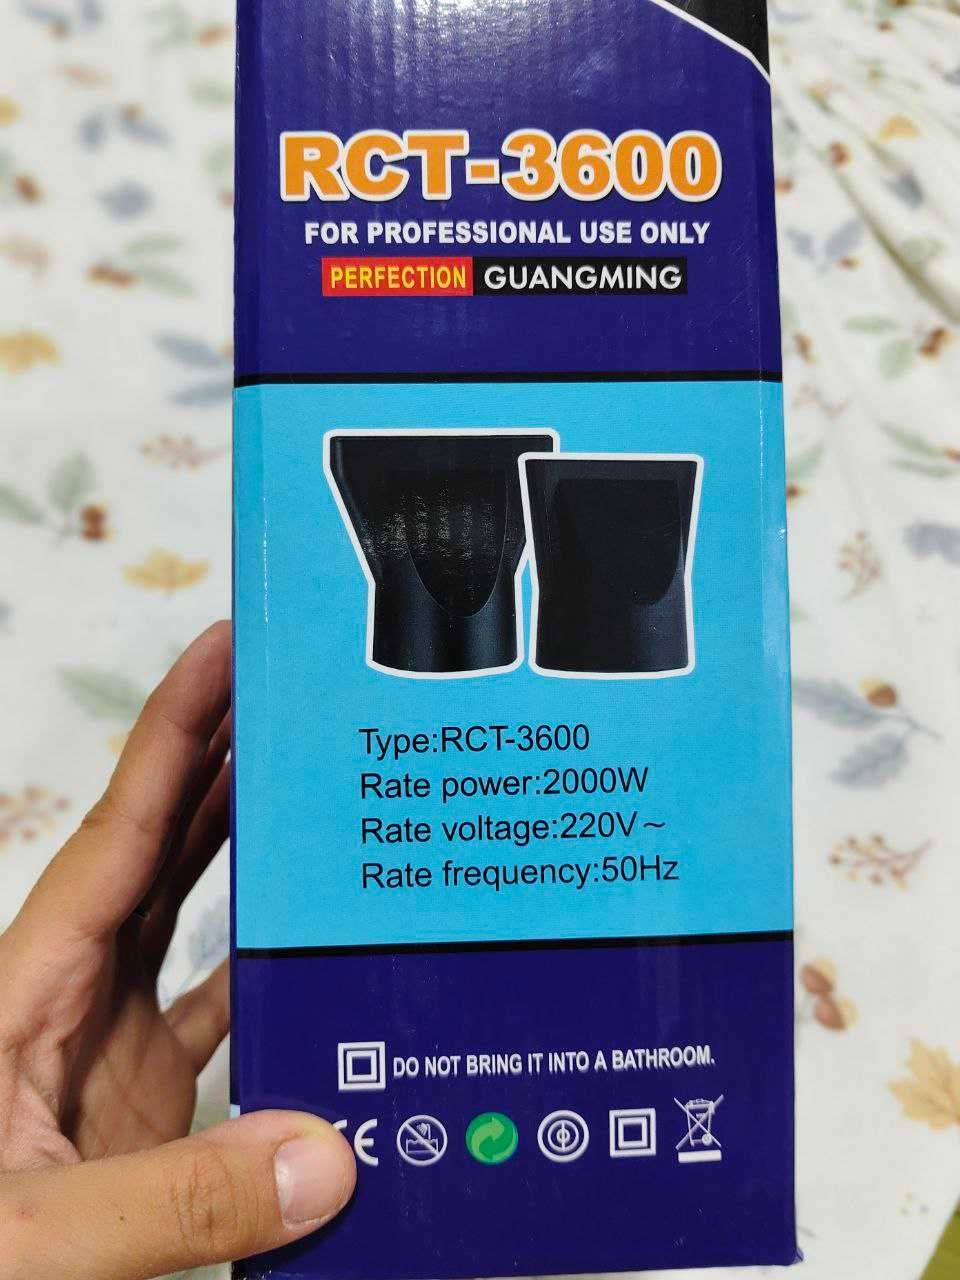 RCT-3600
FOR PROFESSIONAL USE ONLY
PERFECTION GUANGMING
Type:RCT-3600
Rate power:2000W
Rate voltage:220V~
Rate frequency:50Hz
DO NOT BRING IT INTO A BATHROOM.
CE